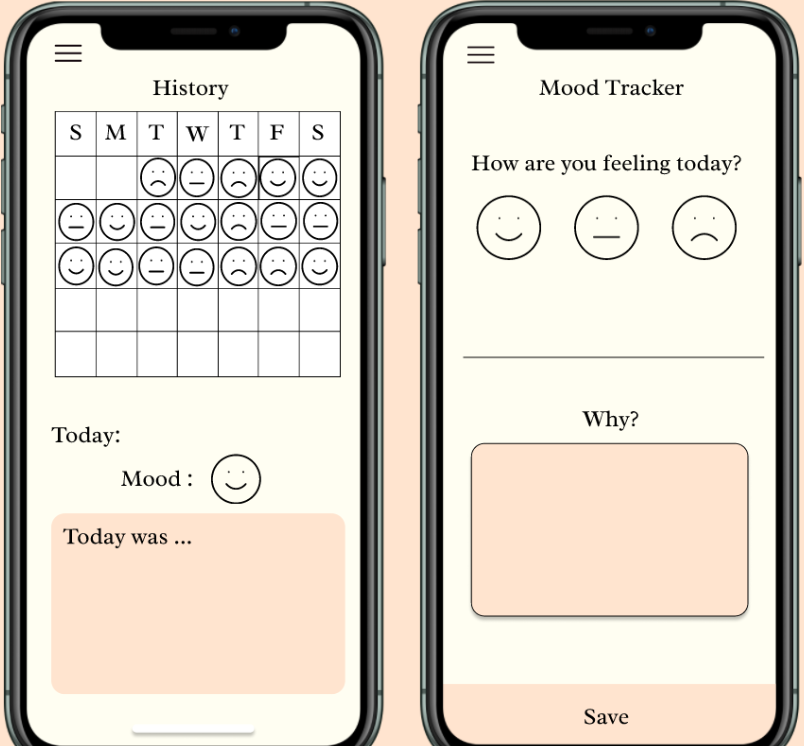 History
S M T W T F S
Today:
Mood :
Today was ...
Mood Tracker
How are you feeling today?
Why?
Save